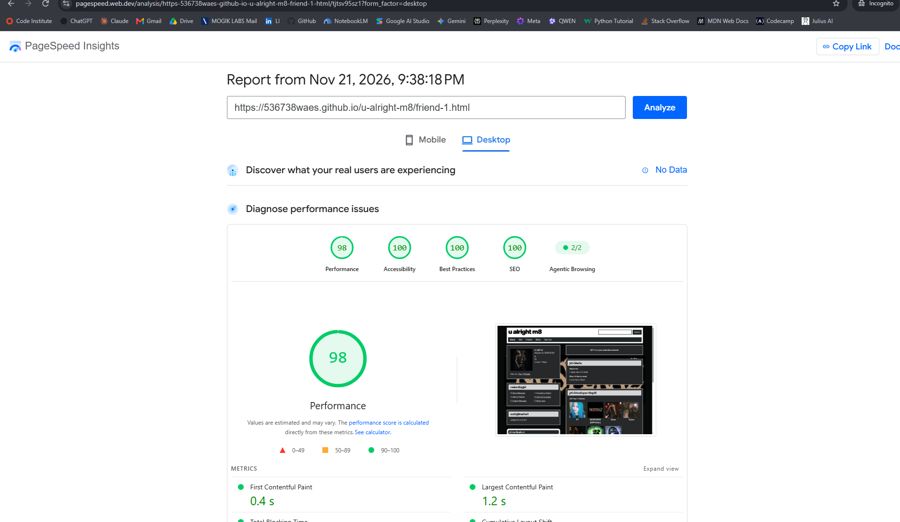 pagespeed.web.dev/analysis/https-536738waes-github-io-u-alright-m8-friend-1-html/tjtsv95sz1?form_factor=desktop
Incognito
Code Institute ChatGPT Claude Gmail Drive MOGIK LABS Mail LI GitHub NotebookLM Google AI Studio Gemini Perplexity Meta QWEN Python Tutorial Stack Overflow MDN Web Docs Codecamp Julius AI
PageSpeed Insights
Copy Link
Doc
Report from Nov 21, 2026, 9:38:18 PM
https://536738waes.github.io/u-alright-m8/friend-1.html
Analyze
Mobile
Desktop
Discover what your real users are experiencing
No Data
Diagnose performance issues
98 100 100 100 2/2
Performance Accessibility Best Practices SEO Agentic Browsing
98
u alright m8
Performance
Values are estimated and may vary. The performance score is calculated
directly from these metrics. See calculator.
0–49 50–89 90–100
METRICS
Expand view
First Contentful Paint
0.4 s
Largest Contentful Paint
1.2 s
Total Blocking Time
Cumulative Layout Shift